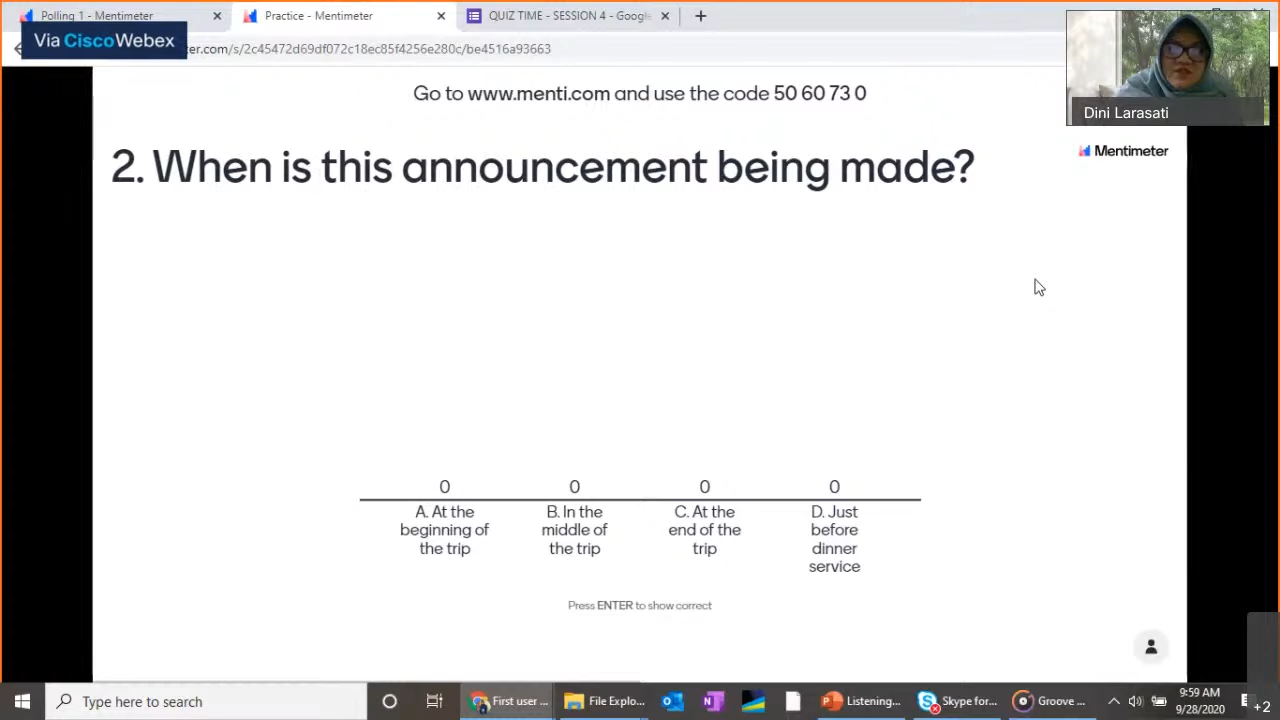 Polling 1 - Mentimeter
Practice - Mentimeter
QUIZ TIME - SESSION 4 - Googl
Via CiscoWebex
er.com/s/2c45472d69df072c18ec85f4256e280c/be4516a93663
Go to www.menti.com and use the code 50 60 73 0
Dini Larasati
Mentimeter
2. When is this announcement being made?
0 0 0 0
A. At the
beginning of
the trip
B. In the
middle of
the trip
C. At the
end of the
trip
D. Just
before
dinner
service
Press ENTER to show correct
Type here to search
First user ...
File Explo...
Listening...
Skype for...
Groove ...
9:59 AM
9/28/2020
+2